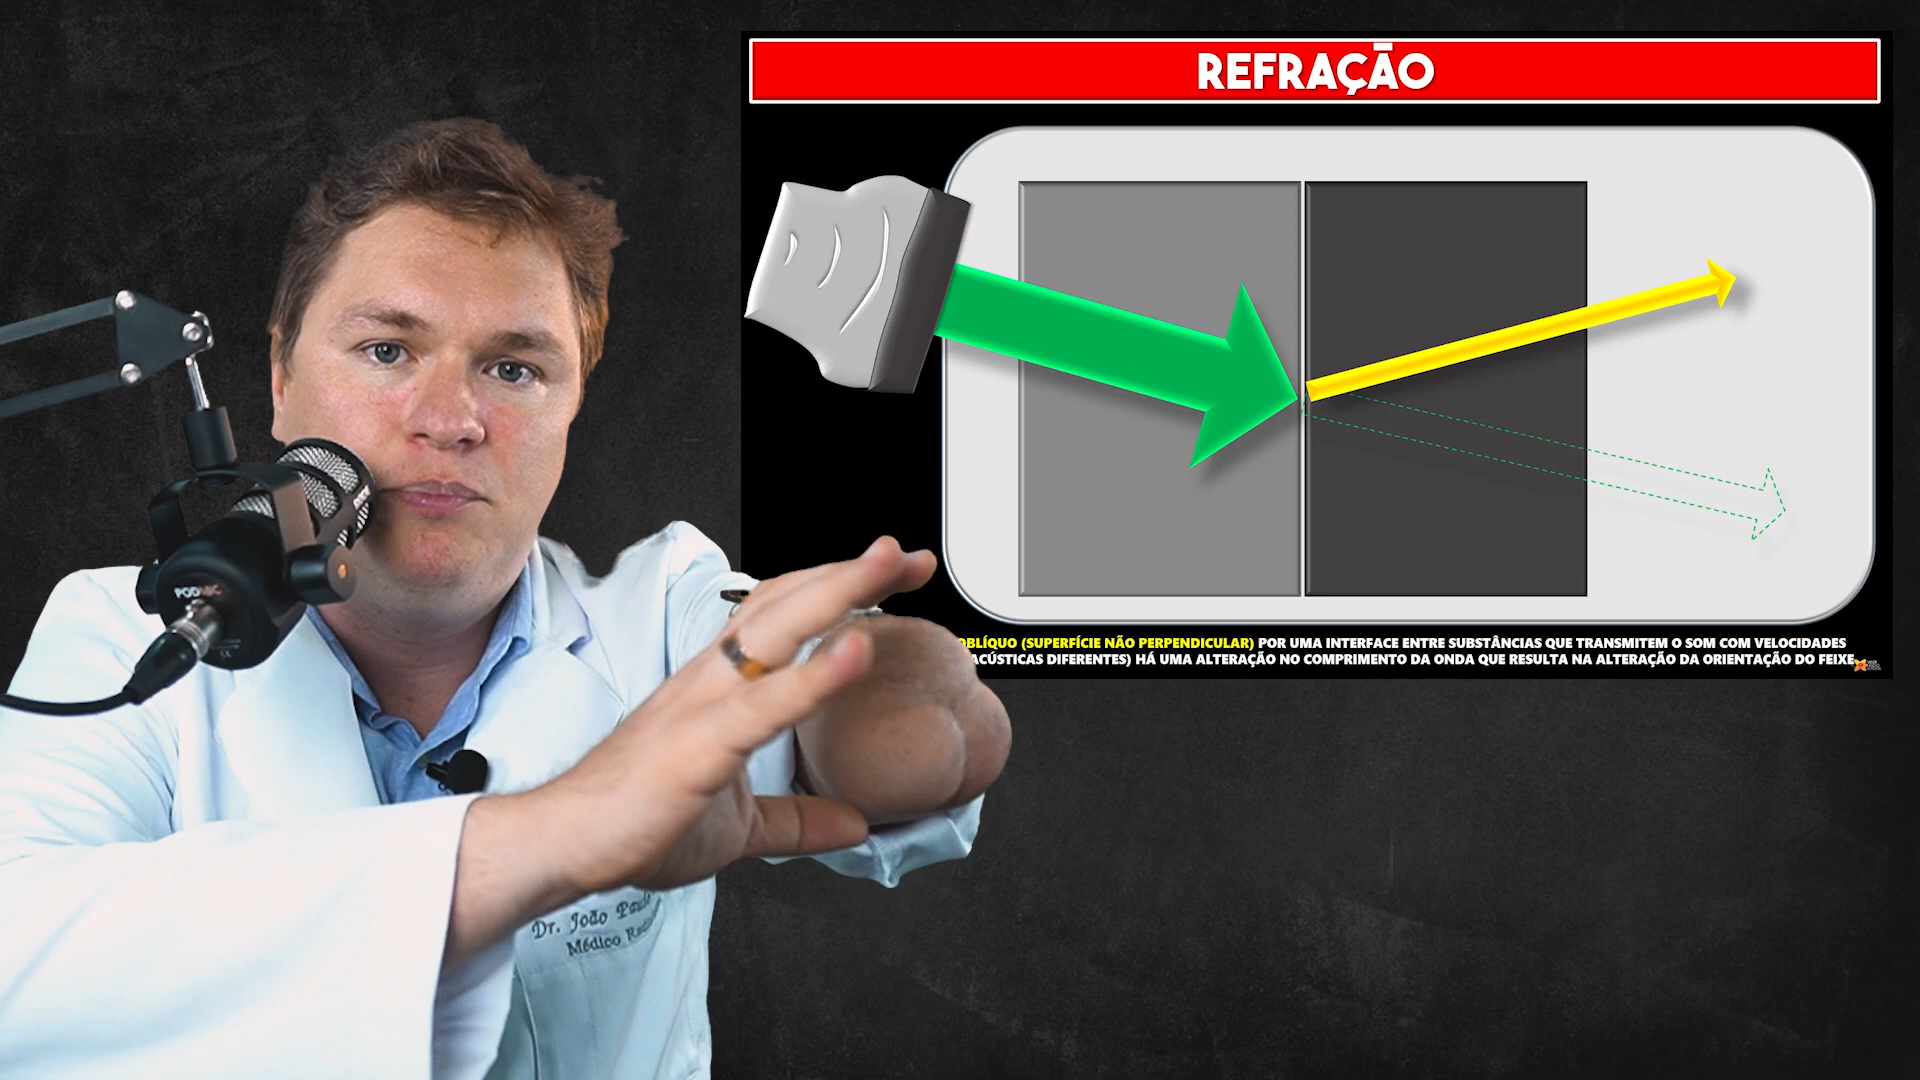 REFRAÇÃO
OBLÍQUO (SUPERFÍCIE NÃO PERPENDICULAR) POR UMA INTERFACE ENTRE SUBSTÂNCIAS QUE TRANSMITEM O SOM COM VELOCIDADES
ACÚSTICAS DIFERENTES) HÁ UMA ALTERAÇÃO NO COMPRIMENTO DA ONDA QUE RESULTA NA ALTERAÇÃO DA ORIENTAÇÃO DO FEIXE
Dr. João
Médico